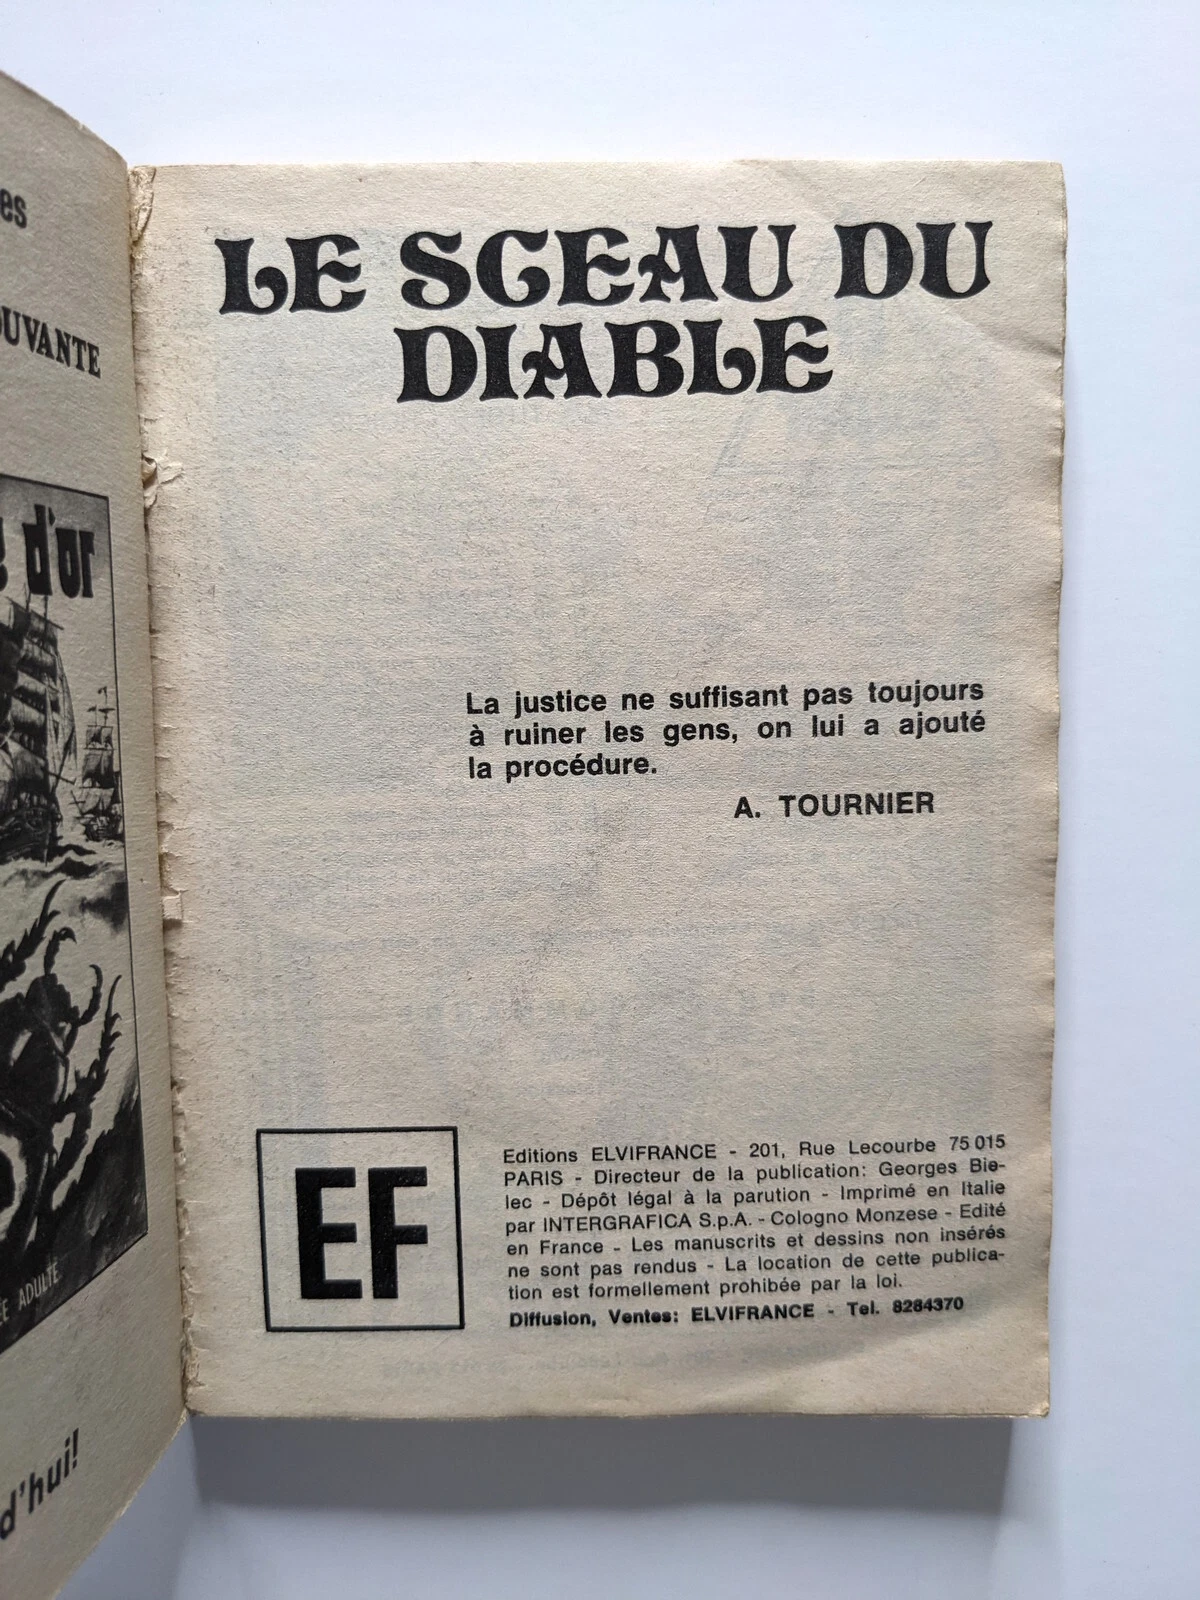 es
OUVANTE
d'or
ÉE ADULTE
d'hui!
LE SCEAU DU
DIABLE
La justice ne suffisant pas toujours
à ruiner les gens, on lui a ajouté
la procédure.
A. TOURNIER
EF
Editions ELVIFRANCE - 201, Rue Lecourbe 75 015
PARIS - Directeur de la publication: Georges Bie-
lec - Dépôt légal à la parution - Imprimé en Italie
par INTERGRAFICA S.p.A. - Cologno Monzese - Edité
en France - Les manuscrits et dessins non insérés
ne sont pas rendus - La location de cette publica-
tion est formellement prohibée par la loi.
Diffusion, Ventes: ELVIFRANCE - Tel. 8284370